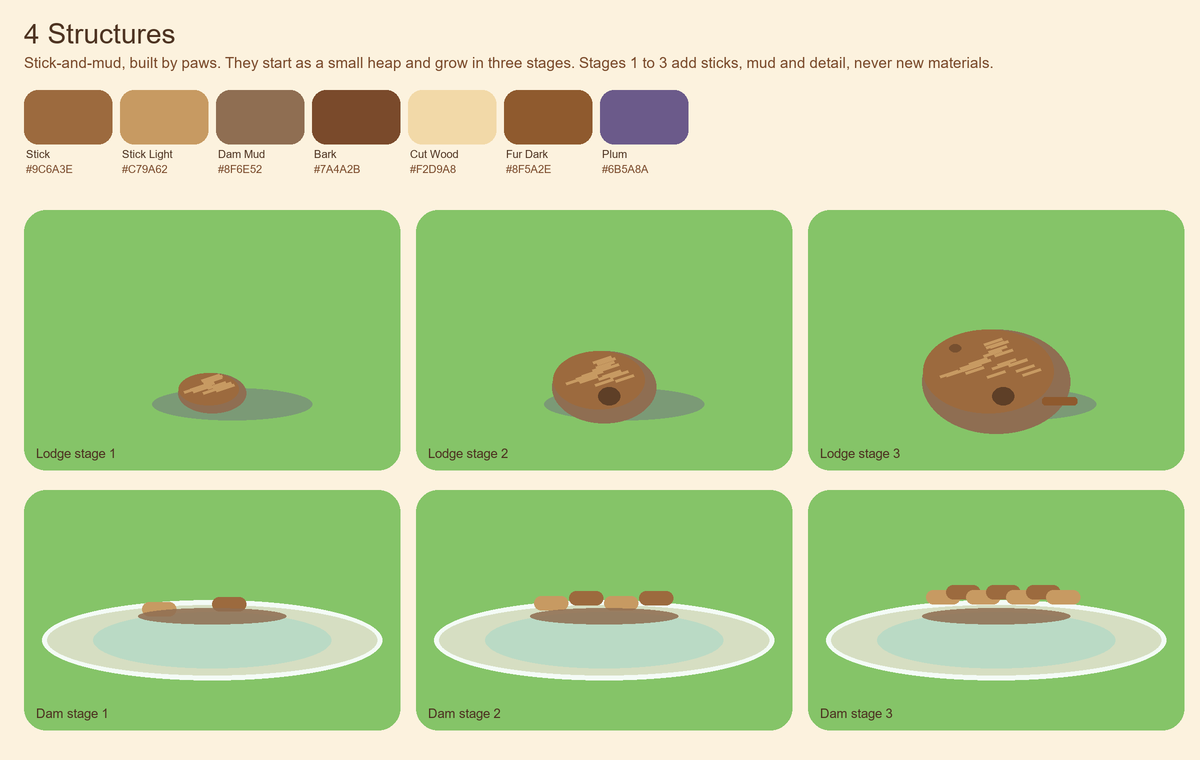 4 Structures
Stick-and-mud, built by paws. They start as a small heap and grow in three stages. Stages 1 to 3 add sticks, mud and detail, never new materials.
Stick
#9C6A3E
Stick Light
#C79A62
Dam Mud
#8F6E52
Bark
#7A4A2B
Cut Wood
#F2D9A8
Fur Dark
#8F5A2E
Plum
#6B5A8A
Lodge stage 1
Lodge stage 2
Lodge stage 3
Dam stage 1
Dam stage 2
Dam stage 3